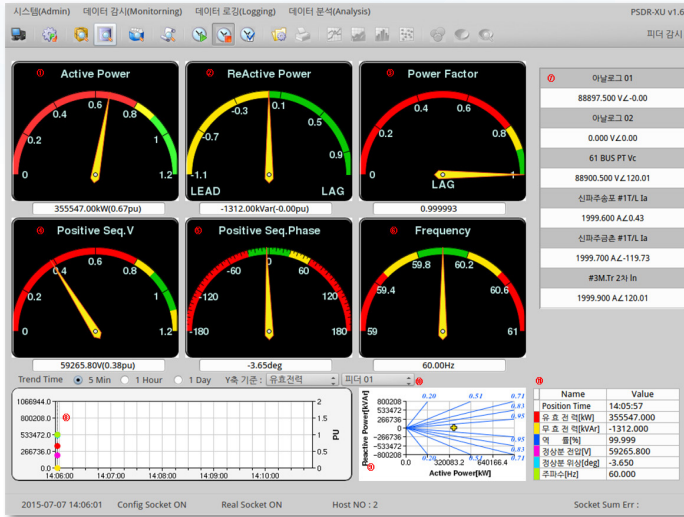 시스템(Admin) 데이터 감시(Monitorning) 데이터 로깅(Logging) 데이터 분석(Analysis) PSDR-XU v1.6
피더 감시
① Active Power
0 0.2 0.4 0.6 0.8 1 1.2
355547.00kW(0.67pu)
② ReActive Power
-1.1 -0.7 -0.3 0.1 0.5 0.9
LEAD LAG
-1312.00kVar(-0.00pu)
③ Power Factor
0 0.2 0.4 0.6 0.8 1
LAG
0.999993
④ Positive Seq.V
0 0.2 0.4 0.6 0.8 1 1.2
59265.80V(0.38pu)
⑤ Positive Seq.Phase
-180 -120 -60 0 60 120 180
-3.65deg
⑥ Frequency
59 59.4 59.8 60.2 60.6 61
60.00Hz
⑦ 아날로그 01
88897.500 V∠-0.00
아날로그 02
0.000 V∠0.00
61 BUS PT Vc
88900.500 V∠120.01
신파주송포 #1T/L Ia
1999.600 A∠0.43
신파주금촌 #1T/L Ia
1999.700 A∠-119.73
#3M.Tr 2차 In
1999.900 A∠120.01
Trend Time 5 Min 1 Hour 1 Day Y축 기준 : 유효전력 피더 01
1066944.0 2
800208.0 1.5
533472.0 1
266736.0 0.5
0.0 0
PU
14:06:00 14:07:00 14:08:00 14:09:00 14:10:00
Reactive Power[kVAr]
800208
533472
266736
0
-266736
-533472
-800208
0.20 0.51 0.71
0.83
0.95
0.95
0.83
0.20 0.51 0.71
0.0 320083.2 640166.4
Active Power[kW]
Name Value
Position Time 14:05:57
유 효 전 력[kW] 355547.000
무 효 전 력[kVAr] -1312.000
역 률[%] 99.999
정상분 전압[V] 59265.800
정상분 위상[deg] -3.650
주파수[Hz] 60.000
2015-07-07 14:06:01 Config Socket ON Real Socket ON Host NO : 2 Socket Sum Err :